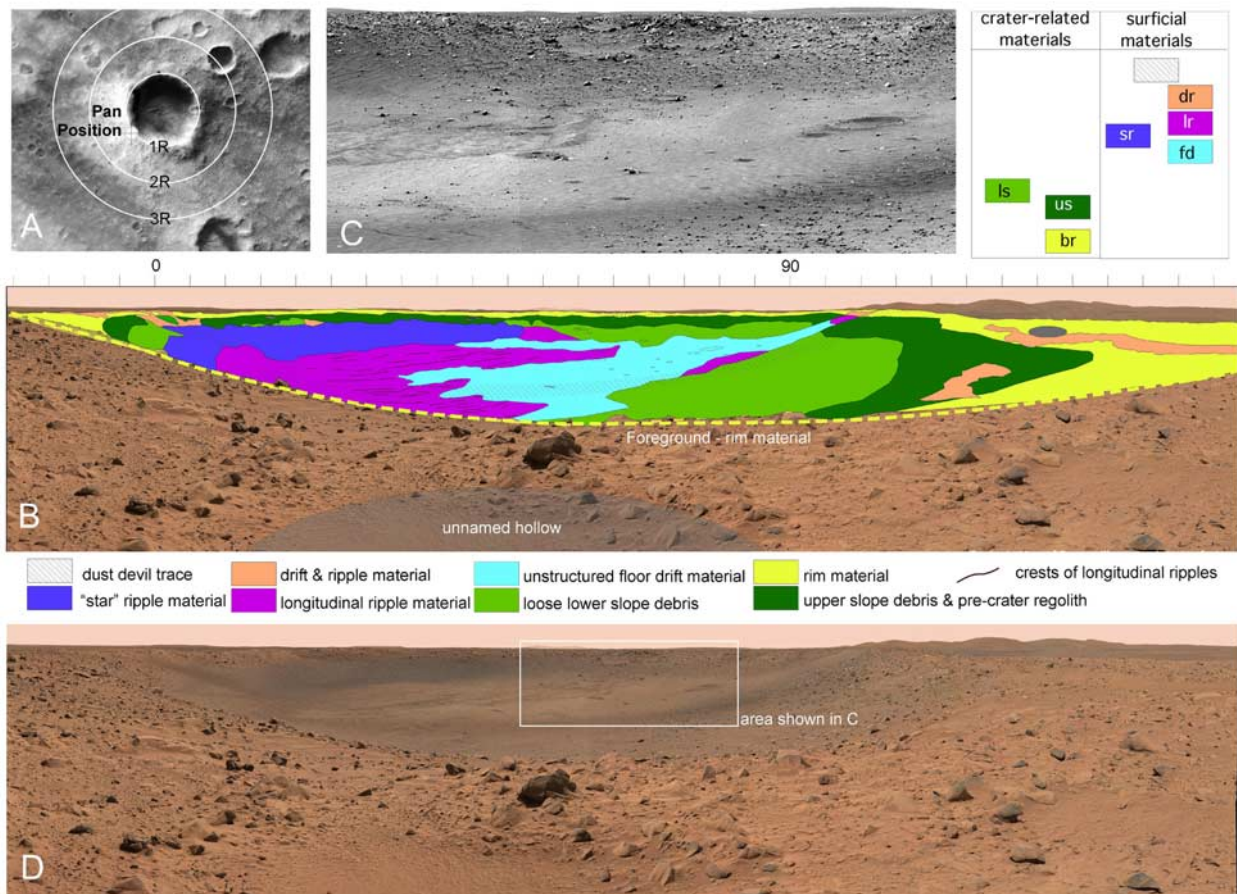 Pan
Position
1R
2R
3R
A
C
crater-related
materials
surficial
materials
dr
lr
sr
fd
ls
us
br
0
90
Foreground - rim material
unnamed hollow
B
dust devil trace
drift & ripple material
unstructured floor drift material
rim material
crests of longitudinal ripples
"star" ripple material
longitudinal ripple material
loose lower slope debris
upper slope debris & pre-crater regolith
area shown in C
D